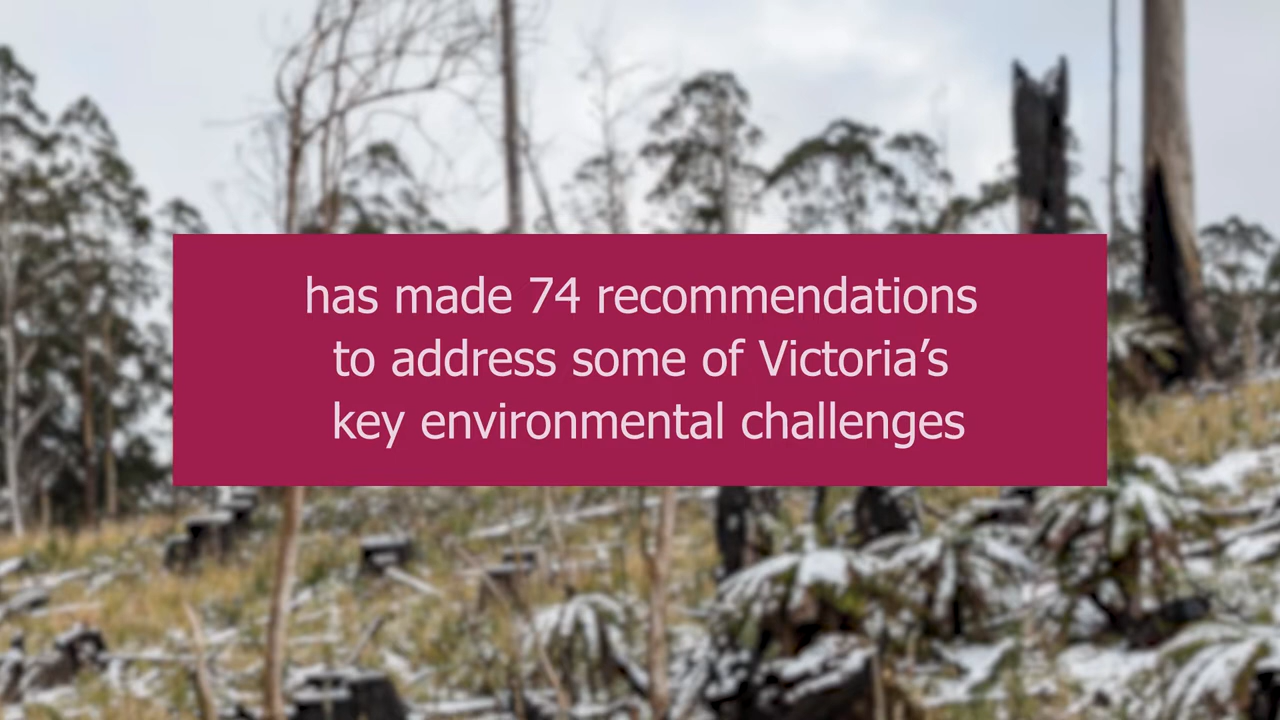 has made 74 recommendations
to address some of Victoria’s
key environmental challenges